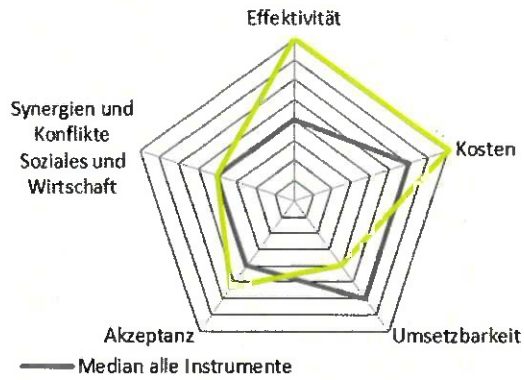 Effektivität
Synergien und
Konflikte
Soziales und
Wirtschaft
Kosten
Akzeptanz
Umsetzbarkeit
Median alle Instrumente